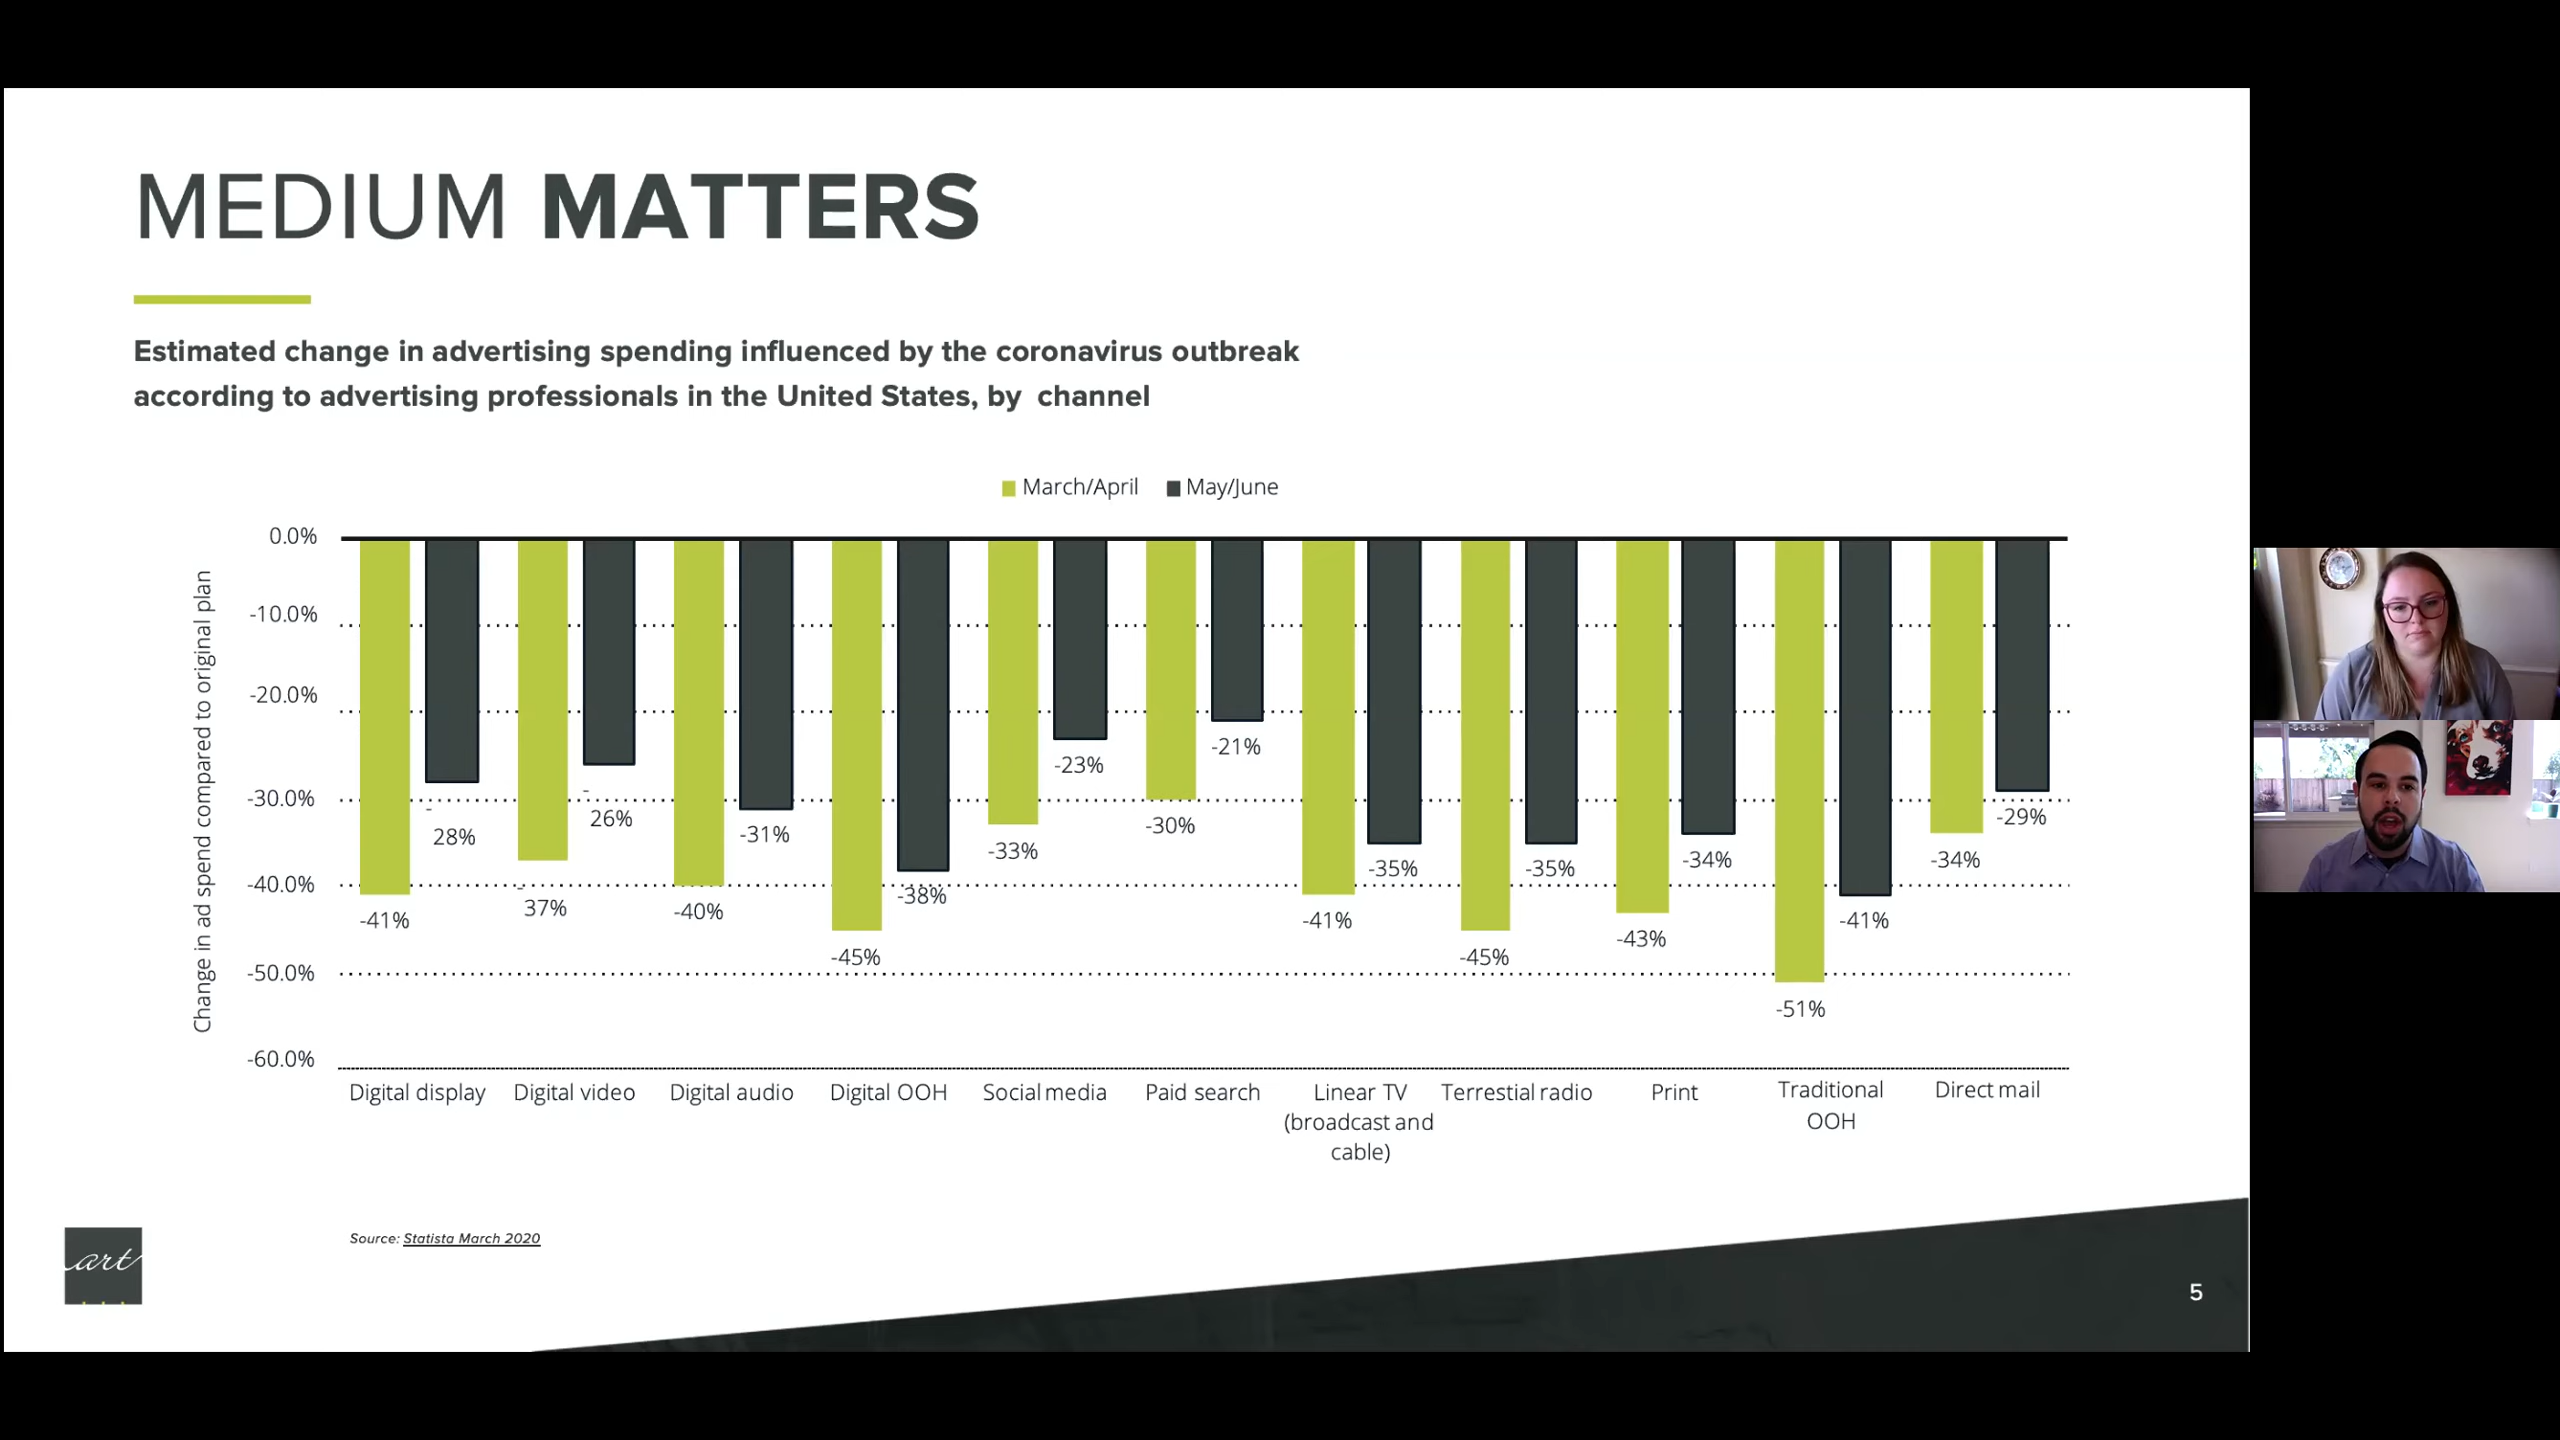 MEDIUM MATTERS
Estimated change in advertising spending influenced by the coronavirus outbreak
according to advertising professionals in the United States, by channel
March/April May/June
Change in ad spend compared to original plan
0.0%
-10.0%
-20.0%
-30.0%
-40.0%
-50.0%
-60.0%
-41%
-28%
-37%
-26%
-40%
-31%
-45%
-38%
-33%
-23%
-30%
-21%
-41%
-35%
-45%
-35%
-43%
-34%
-51%
-41%
-34%
-29%
Digital display
Digital video
Digital audio
Digital OOH
Social media
Paid search
Linear TV
(broadcast and
cable)
Terrestial radio
Print
Traditional
OOH
Direct mail
Source: Statista March 2020
art
5